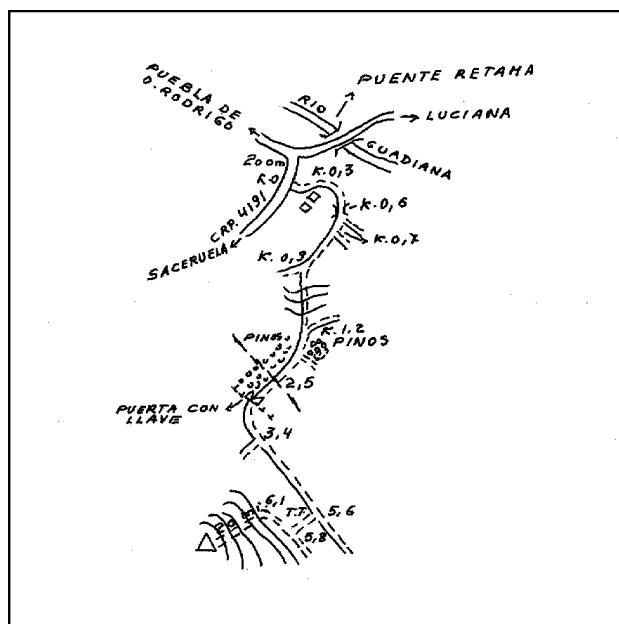 PUENTE RETAMA
PUEBLA DE
D. RODRIGO
RIO
LUCIANA
GUADIANA
200m
K.0
K.0,3
CRP.4191
K.0,6
K.0,7
SACERUELA
K.0,9
K.1,2
PINOS
PINOS
2,5
PUERTA CON
LLAVE
3,4
6,1
T.T.
5,6
5,8